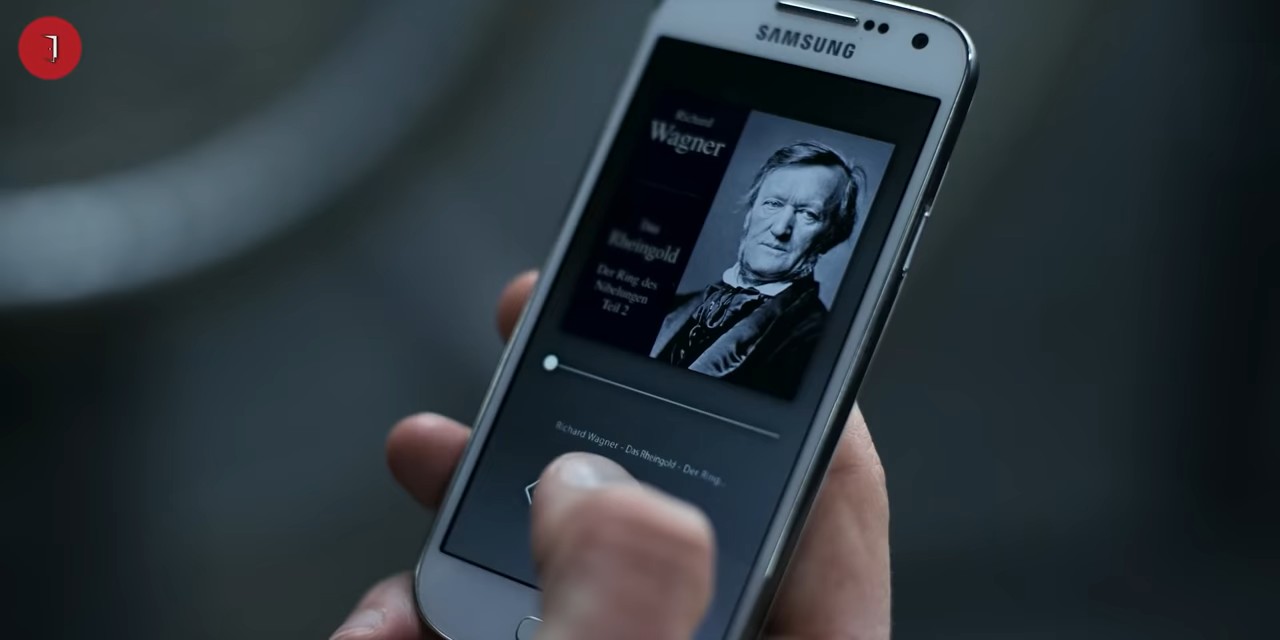 SAMSUNG
Richard
Wagner
Das
Rheingold
Der Ring des
Nibelungen
Teil 2
Richard Wagner - Das Rheingold - Der Ring...